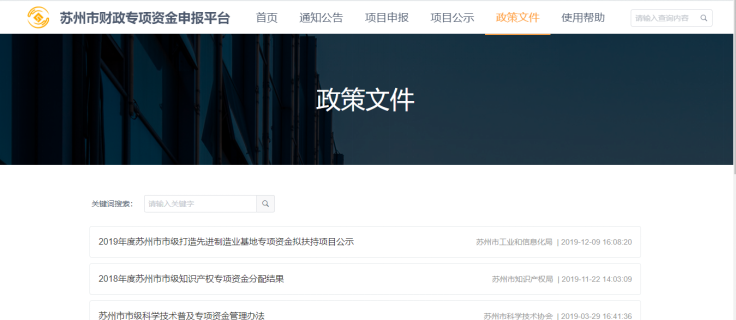 苏州市财政专项资金申报平台 首页 通知公告 项目申报 项目公示 政策文件 使用帮助 请输入查询内容
政策文件
关键词搜索： 请输入关键字
2019年度苏州市市级打造先进制造业基地专项资金拟扶持项目公示 苏州市工业和信息化局 | 2019-12-09 16:08:20
2018年度苏州市市级知识产权专项资金分配结果 苏州市知识产权局 | 2019-11-22 14:03:09
苏州市市级科学技术普及专项资金管理办法 苏州市科学技术协会 | 2019-03-29 16:41:36